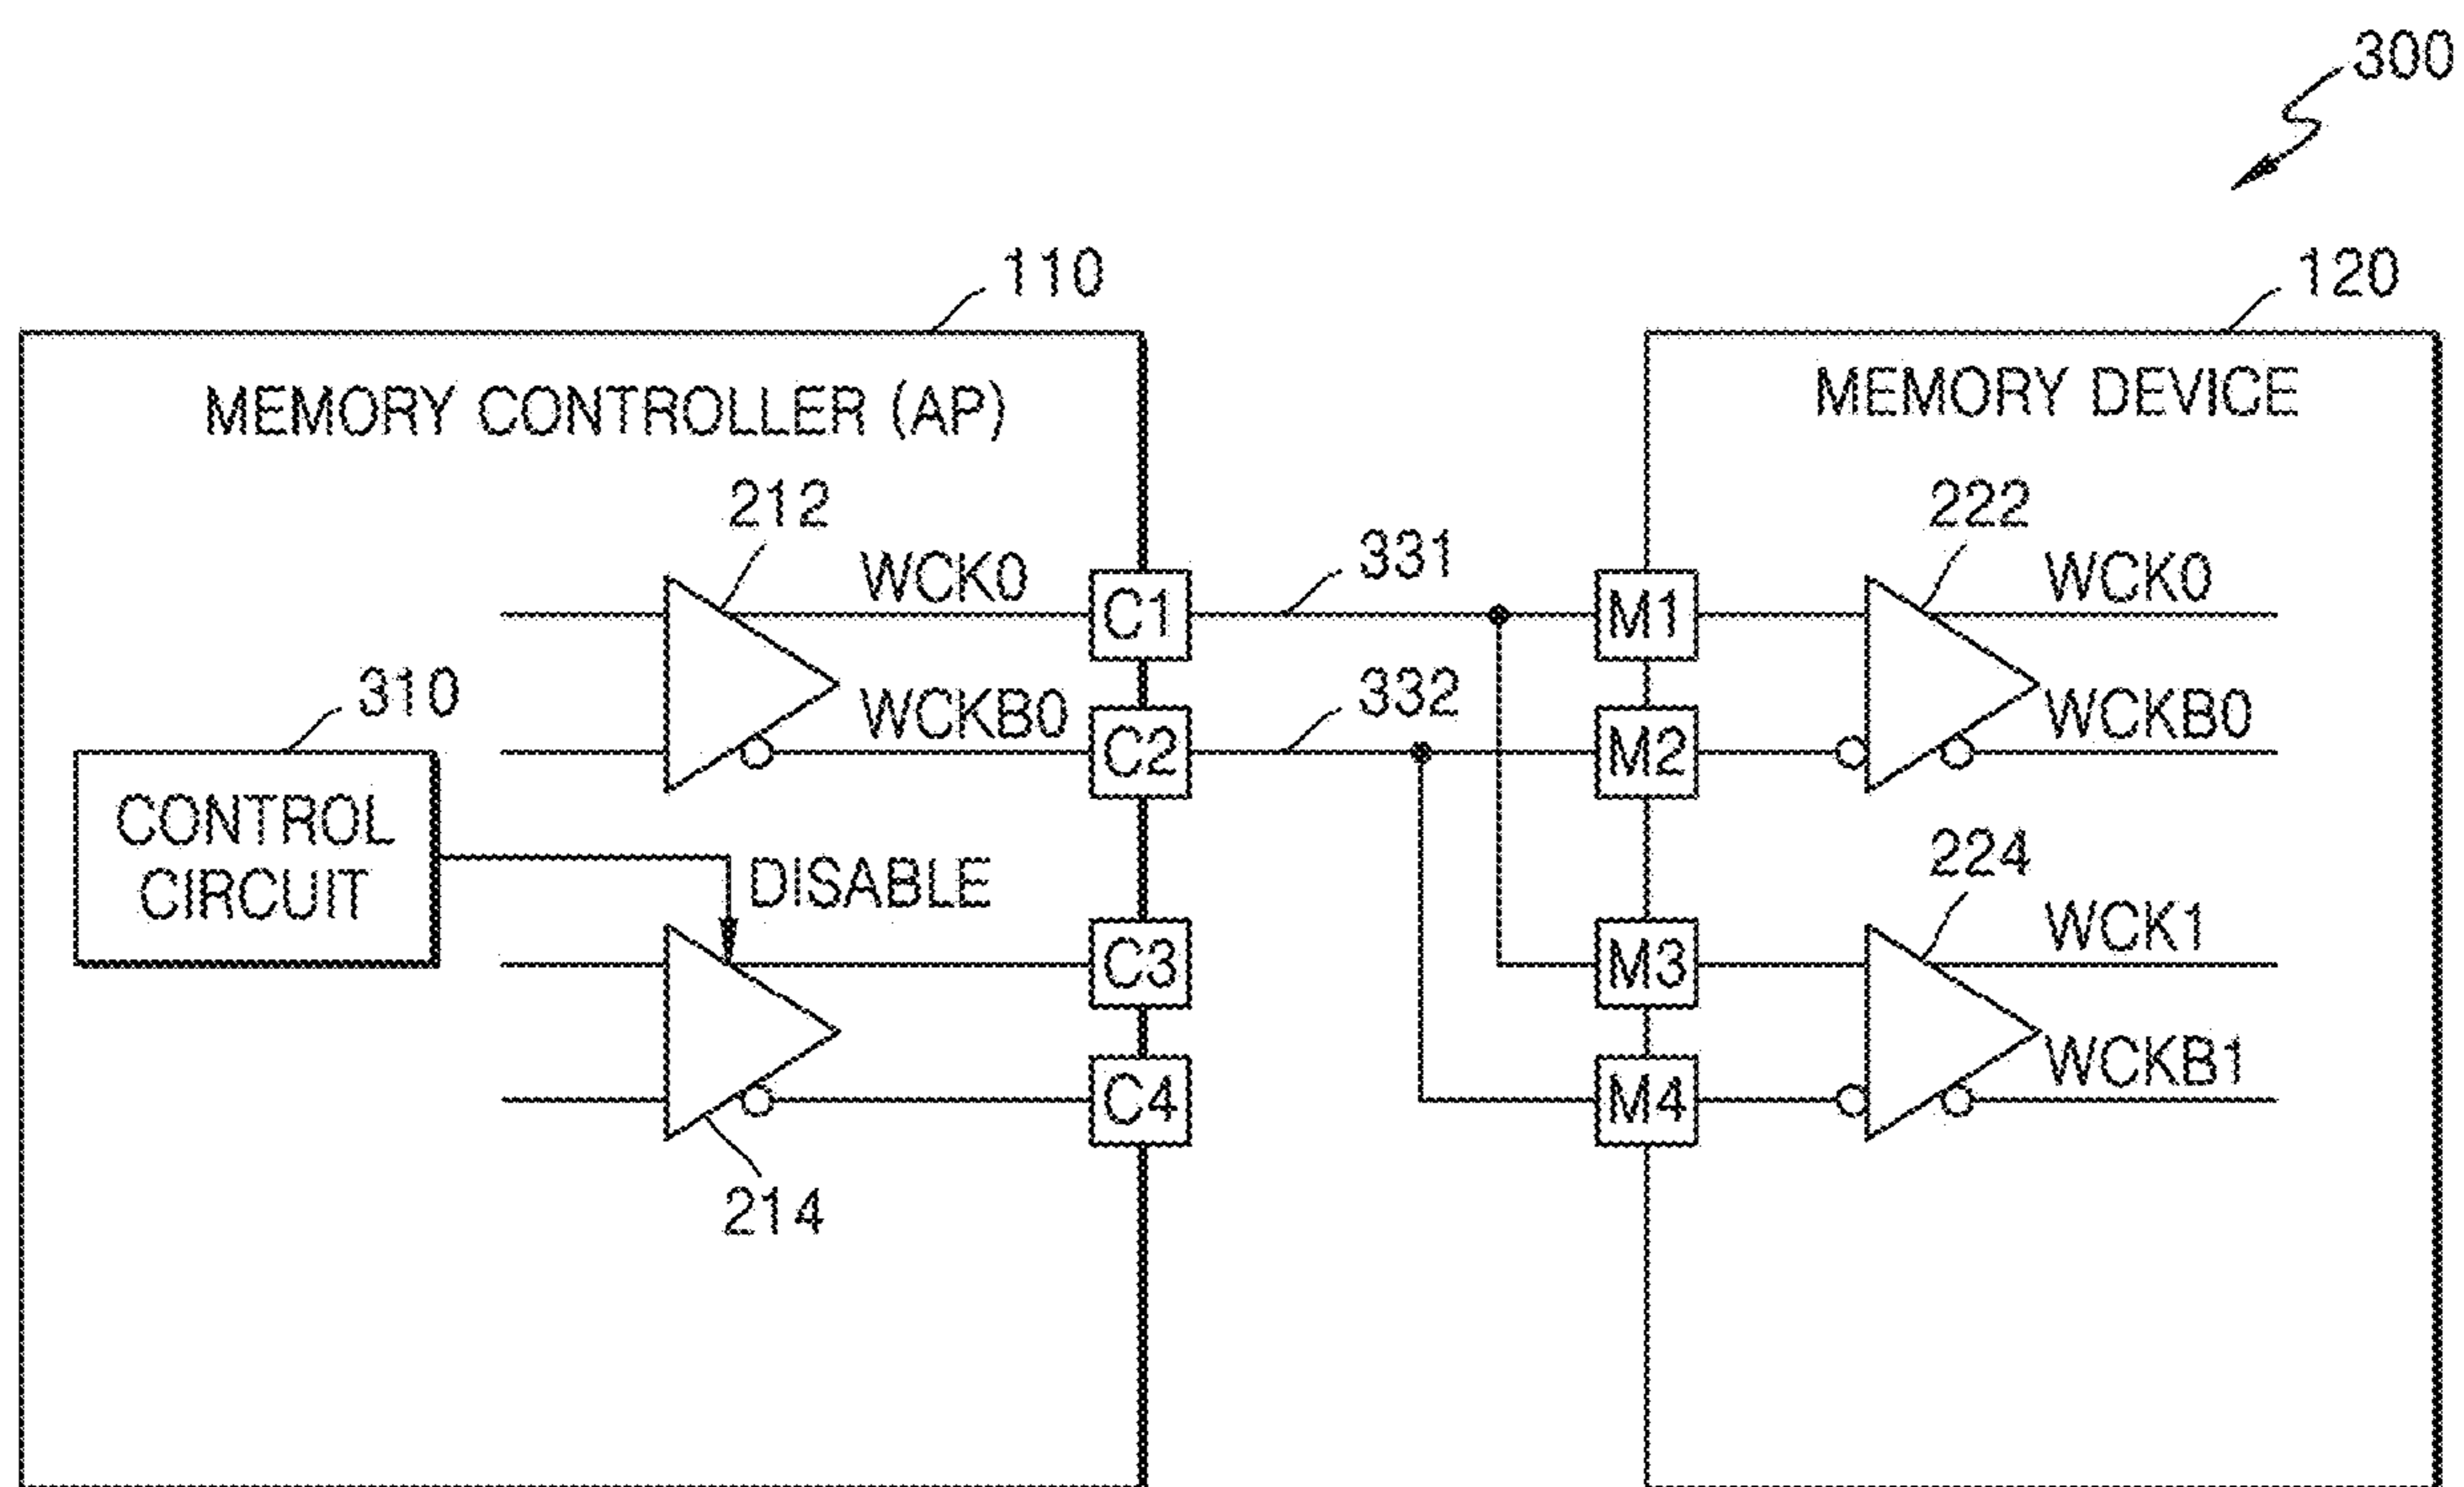 300
110
120
MEMORY CONTROLLER (AP)
MEMORY DEVICE
212
222
WCK0
C1
331
M1
WCK0
310
WCKB0
C2
332
M2
WCKB0
CONTROL
CIRCUIT
DISABLE
224
C3
M3
WCK1
C4
M4
WCKB1
214